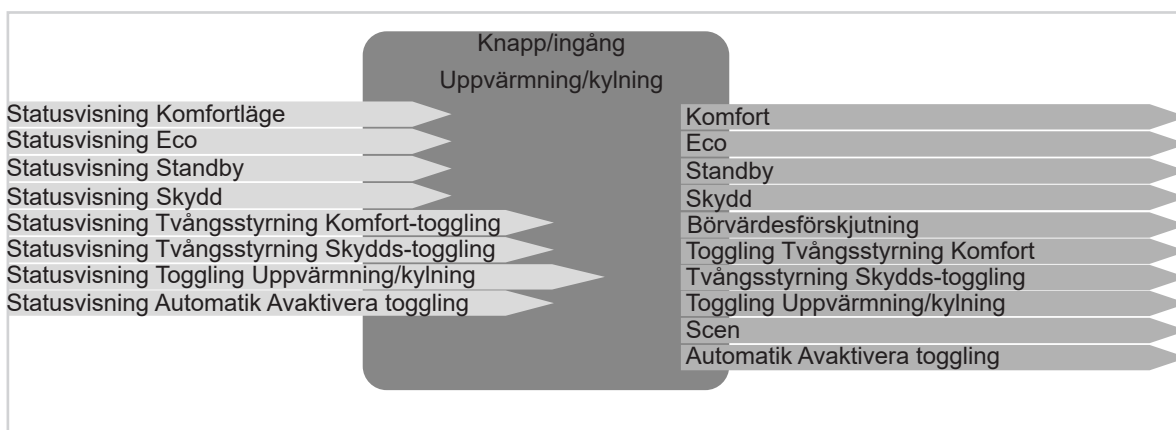 Knapp/ingång
Uppvärmning/kylning
Statusvisning Komfortläge
Statusvisning Eco
Statusvisning Standby
Statusvisning Skydd
Statusvisning Tvångsstyrning Komfort-toggling
Statusvisning Tvångsstyrning Skydds-toggling
Statusvisning Toggling Uppvärmning/kylning
Statusvisning Automatik Avaktivera toggling
Komfort
Eco
Standby
Skydd
Börvärdesförskjutning
Toggling Tvångsstyrning Komfort
Tvångsstyrning Skydds-toggling
Toggling Uppvärmning/kylning
Scen
Automatik Avaktivera toggling